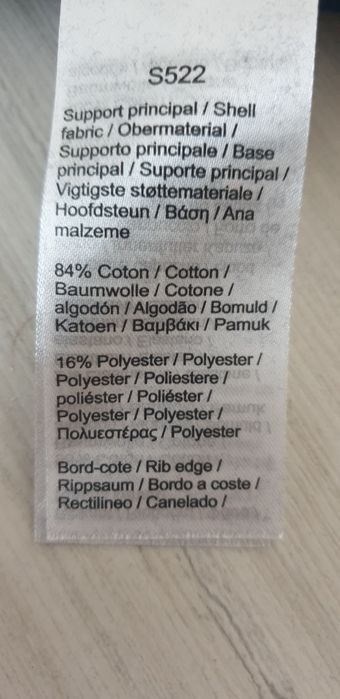 S522
Support principal / Shell
fabric / Obermaterial /
Supporto principale / Base
principal / Suporte principal /
Vigtigste støttemateriale /
Hoofdsteun / Βάση / Ana
malzeme
84% Coton / Cotton /
Baumwolle / Cotone /
algodón / Algodão / Bomuld /
Katoen / Βαμβάκι / Pamuk
16% Polyester / Polyester /
Polyester / Poliestere /
poliéster / Poliéster /
Polyester / Polyester /
Πολυεστέρας / Polyester
Bord-cote / Rib edge /
Rippsaum / Bordo a coste /
Rectilineo / Canelado /